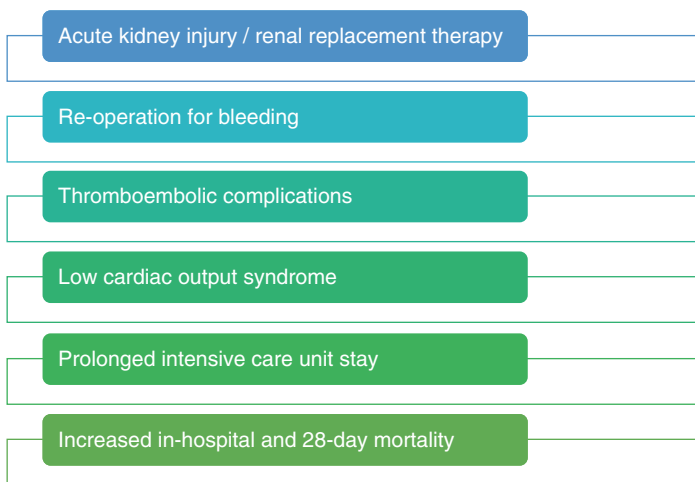 Acute kidney injury / renal replacement therapy
Re-operation for bleeding
Thromboembolic complications
Low cardiac output syndrome
Prolonged intensive care unit stay
Increased in-hospital and 28-day mortality